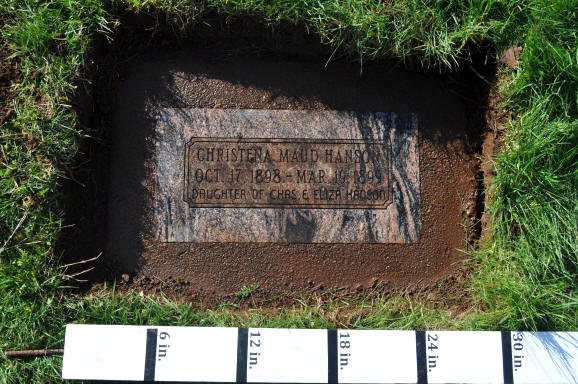 CHRISTENA MAUD HANSON
OCT. 17, 1898 - MAR. 19, 1899
DAUGHTER OF CHAS. & ELIZA HANSON
6 in.
12 in.
18 in.
24 in.
30 in.